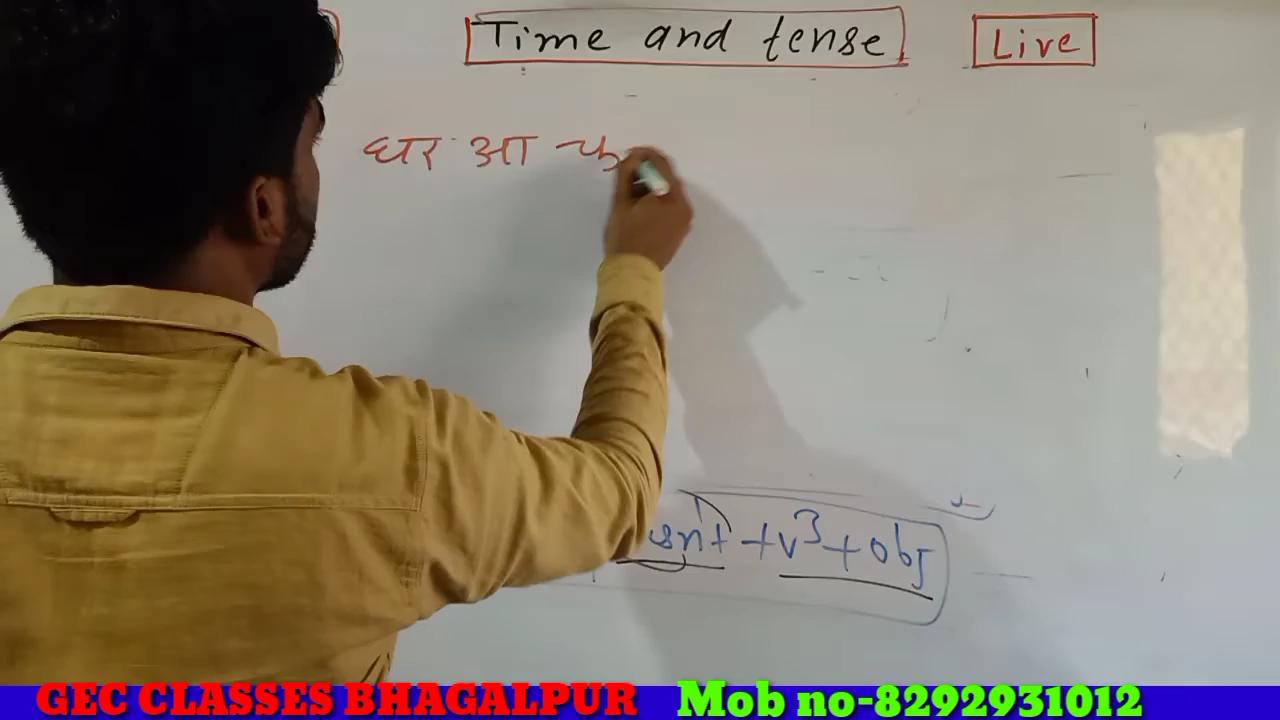 Time and tense Live
घर आ
+v³+obj
GEC CLASSES BHAGALPUR Mob no-8292931012